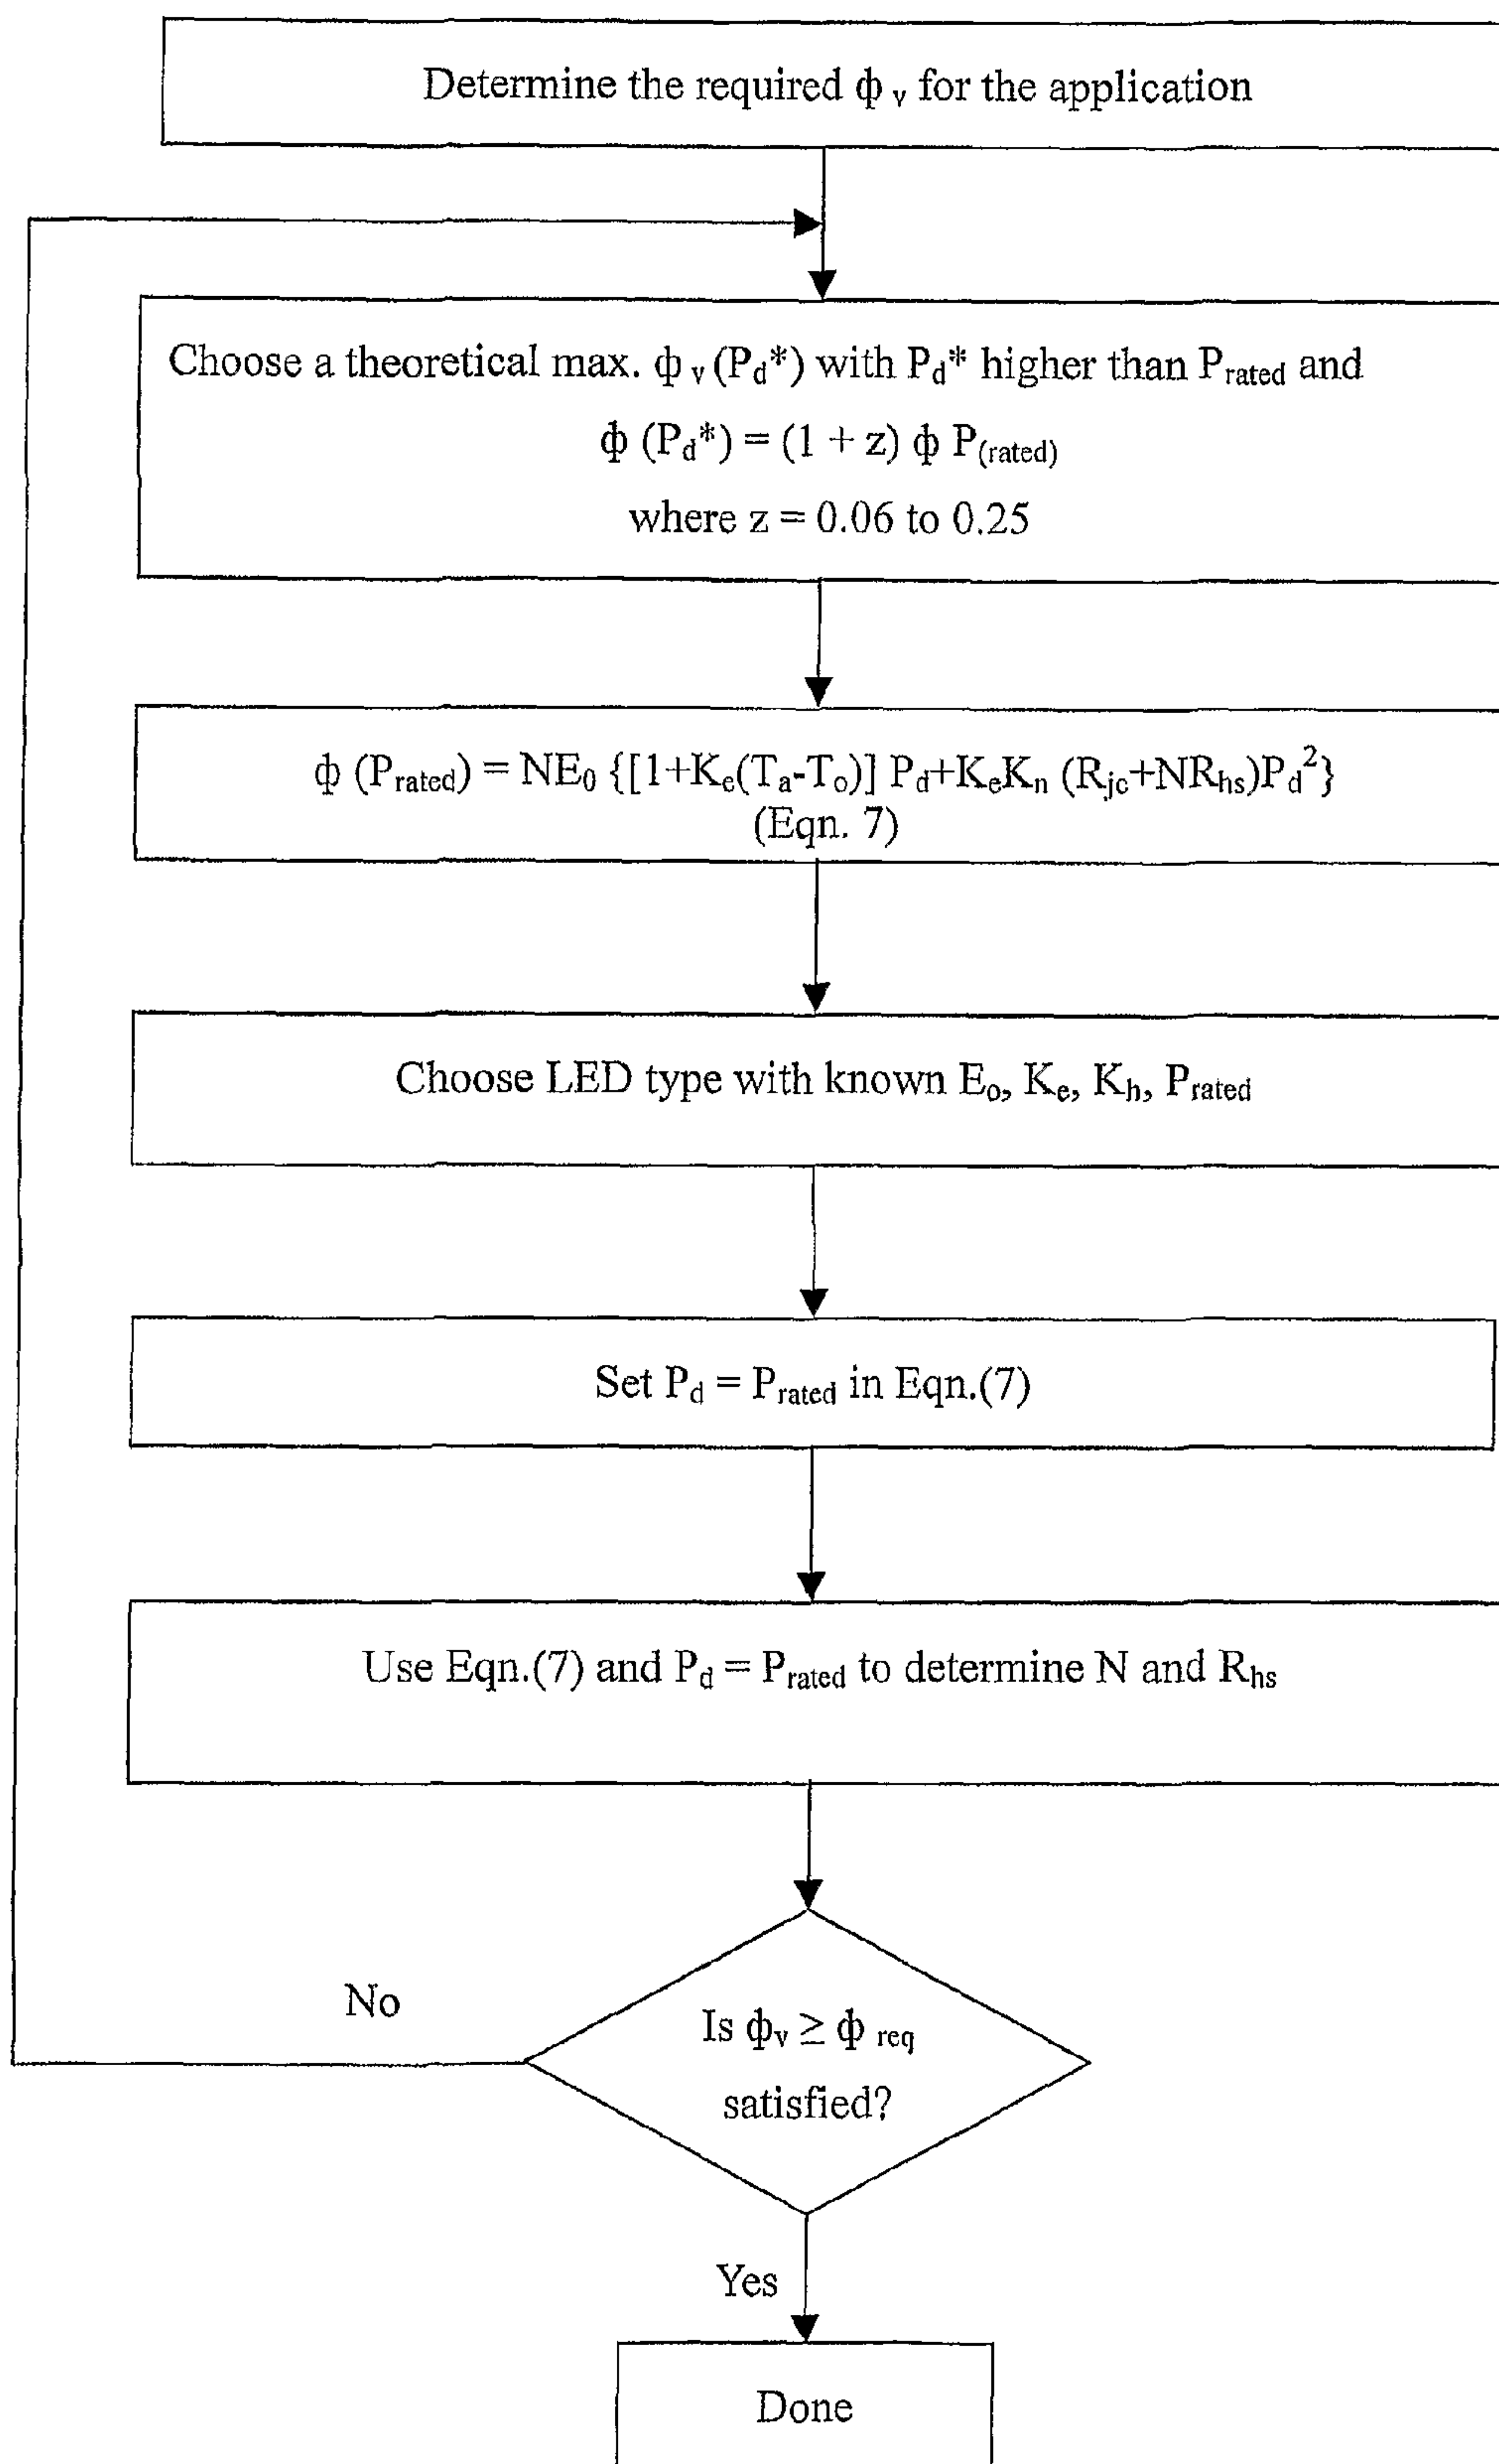 Determine the required ϕ v for the application
Choose a theoretical max. ϕ v (Pd*) with Pd* higher than Prated and
ϕ (Pd*) = (1 + z) ϕ P(rated)
where z = 0.06 to 0.25
ϕ (Prated) = NE0 {[1+Ke(Ta-To)] Pd+KeKn (Rjc+NRhs)Pd²}
(Eqn. 7)
Choose LED type with known Eo, Ke, Kh, Prated
Set Pd = Prated in Eqn.(7)
Use Eqn.(7) and Pd = Prated to determine N and Rhs
No
Is ϕv ≥ ϕ req
satisfied?
Yes
Done